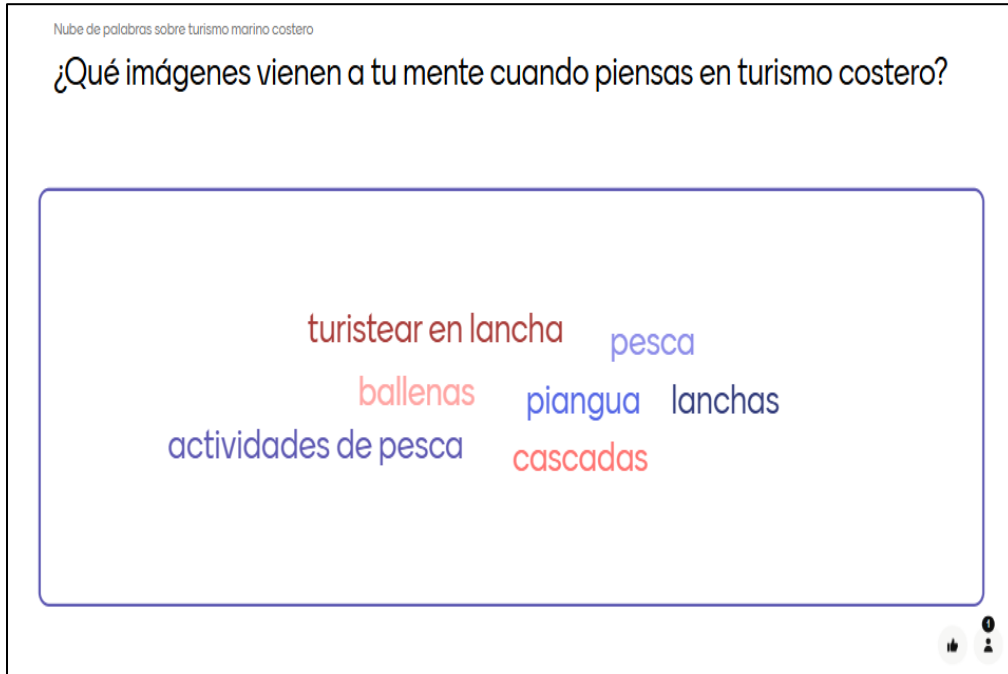 Nube de palabras sobre turismo marino costero
¿Qué imágenes vienen a tu mente cuando piensas en turismo costero?
turistear en lancha
pesca
ballenas
piangua
lanchas
actividades de pesca
cascadas
1